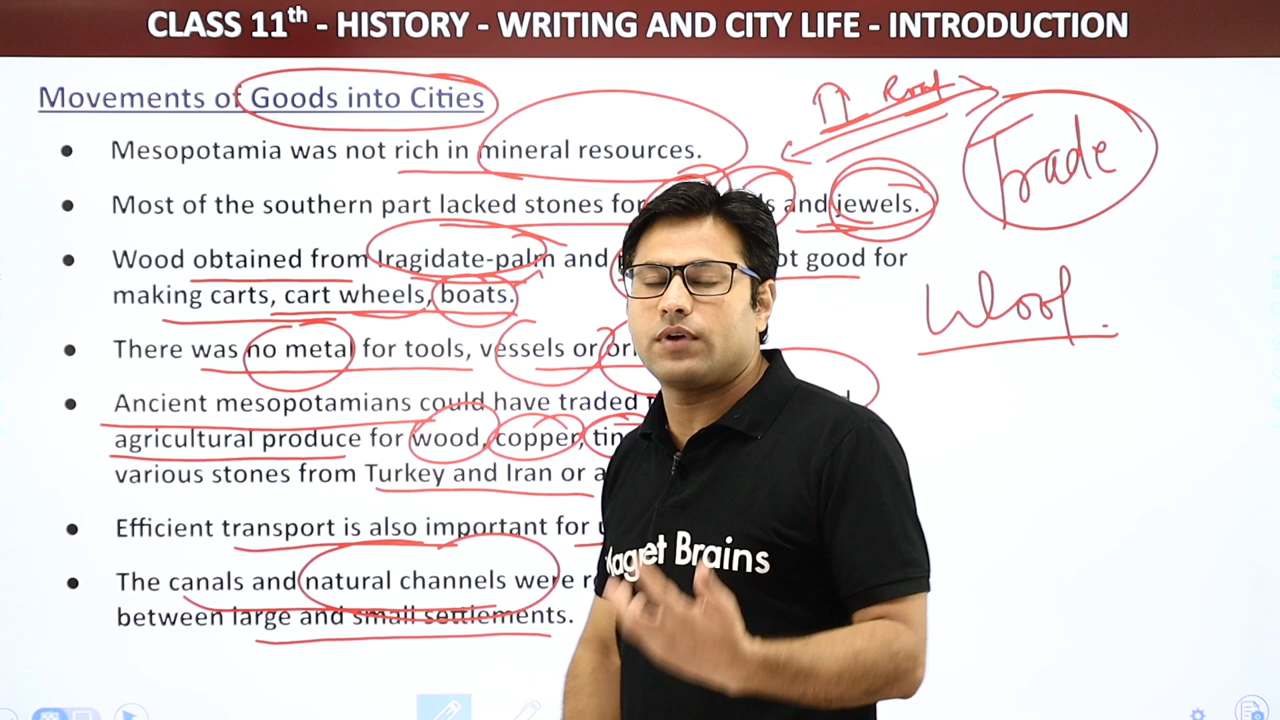 CLASS 11th - HISTORY - WRITING AND CITY LIFE - INTRODUCTION
Movements of Goods into Cities
Mesopotamia was not rich in mineral resources.
Most of the southern part lacked stones for and jewels.
Wood obtained from Iragidate-palm and not good for
making carts, cart wheels, boats.
There was no metal for tools, vessels or
Ancient mesopotamians could have traded
agricultural produce for wood, copper, tin
various stones from Turkey and Iran or
Efficient transport is also important for
The canals and natural channels were
between large and small settlements.
Trade
Magnet Brains